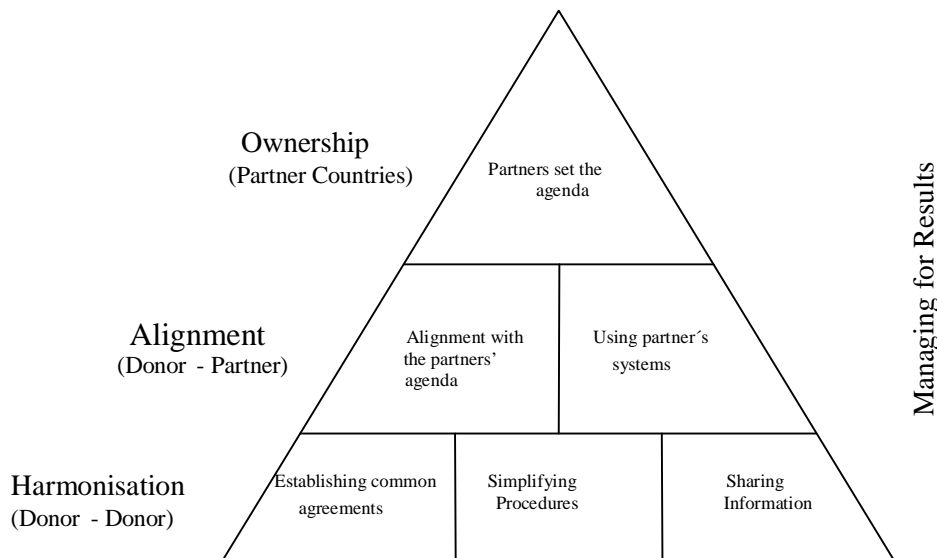 Ownership
(Partner Countries)
Partners set the
agenda
Managing for Results
Alignment
(Donor - Partner)
Alignment with
the partners’
agenda
Using partner´s
systems
Harmonisation
(Donor - Donor)
Establishing common
agreements
Simplifying
Procedures
Sharing
Information